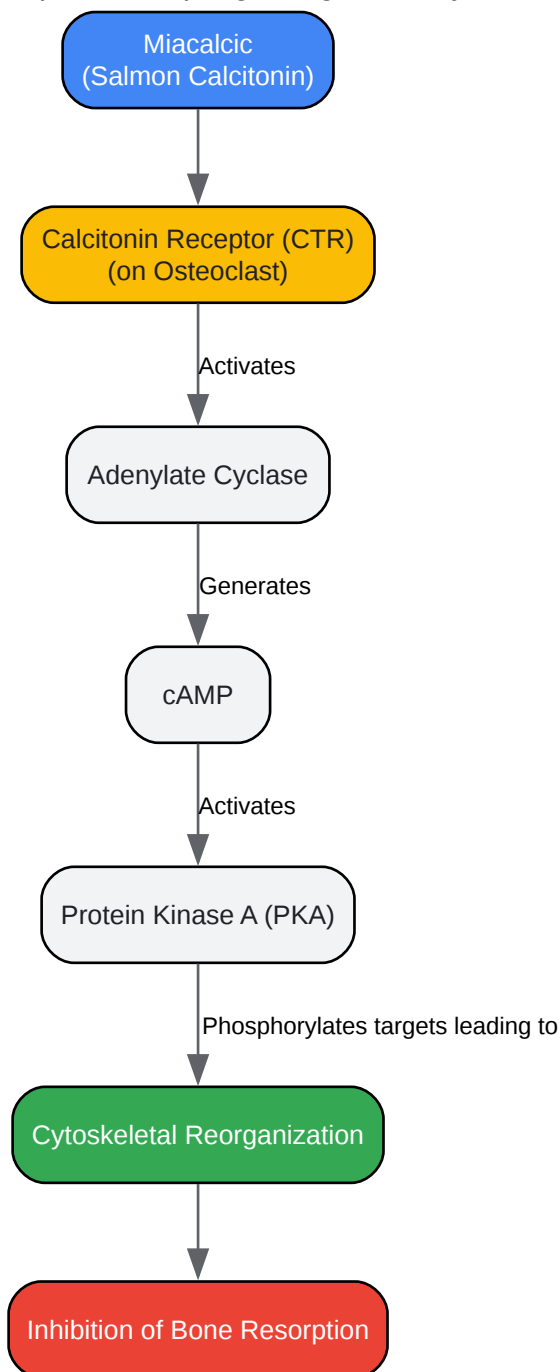 Miacalcic
(Salmon Calcitonin)
Calcitonin Receptor (CTR)
(on Osteoclast)
Activates
Adenylate Cyclase
Generates
cAMP
Activates
Protein Kinase A (PKA)
Phosphorylates targets leading to
Cytoskeletal Reorganization
Inhibition of Bone Resorption